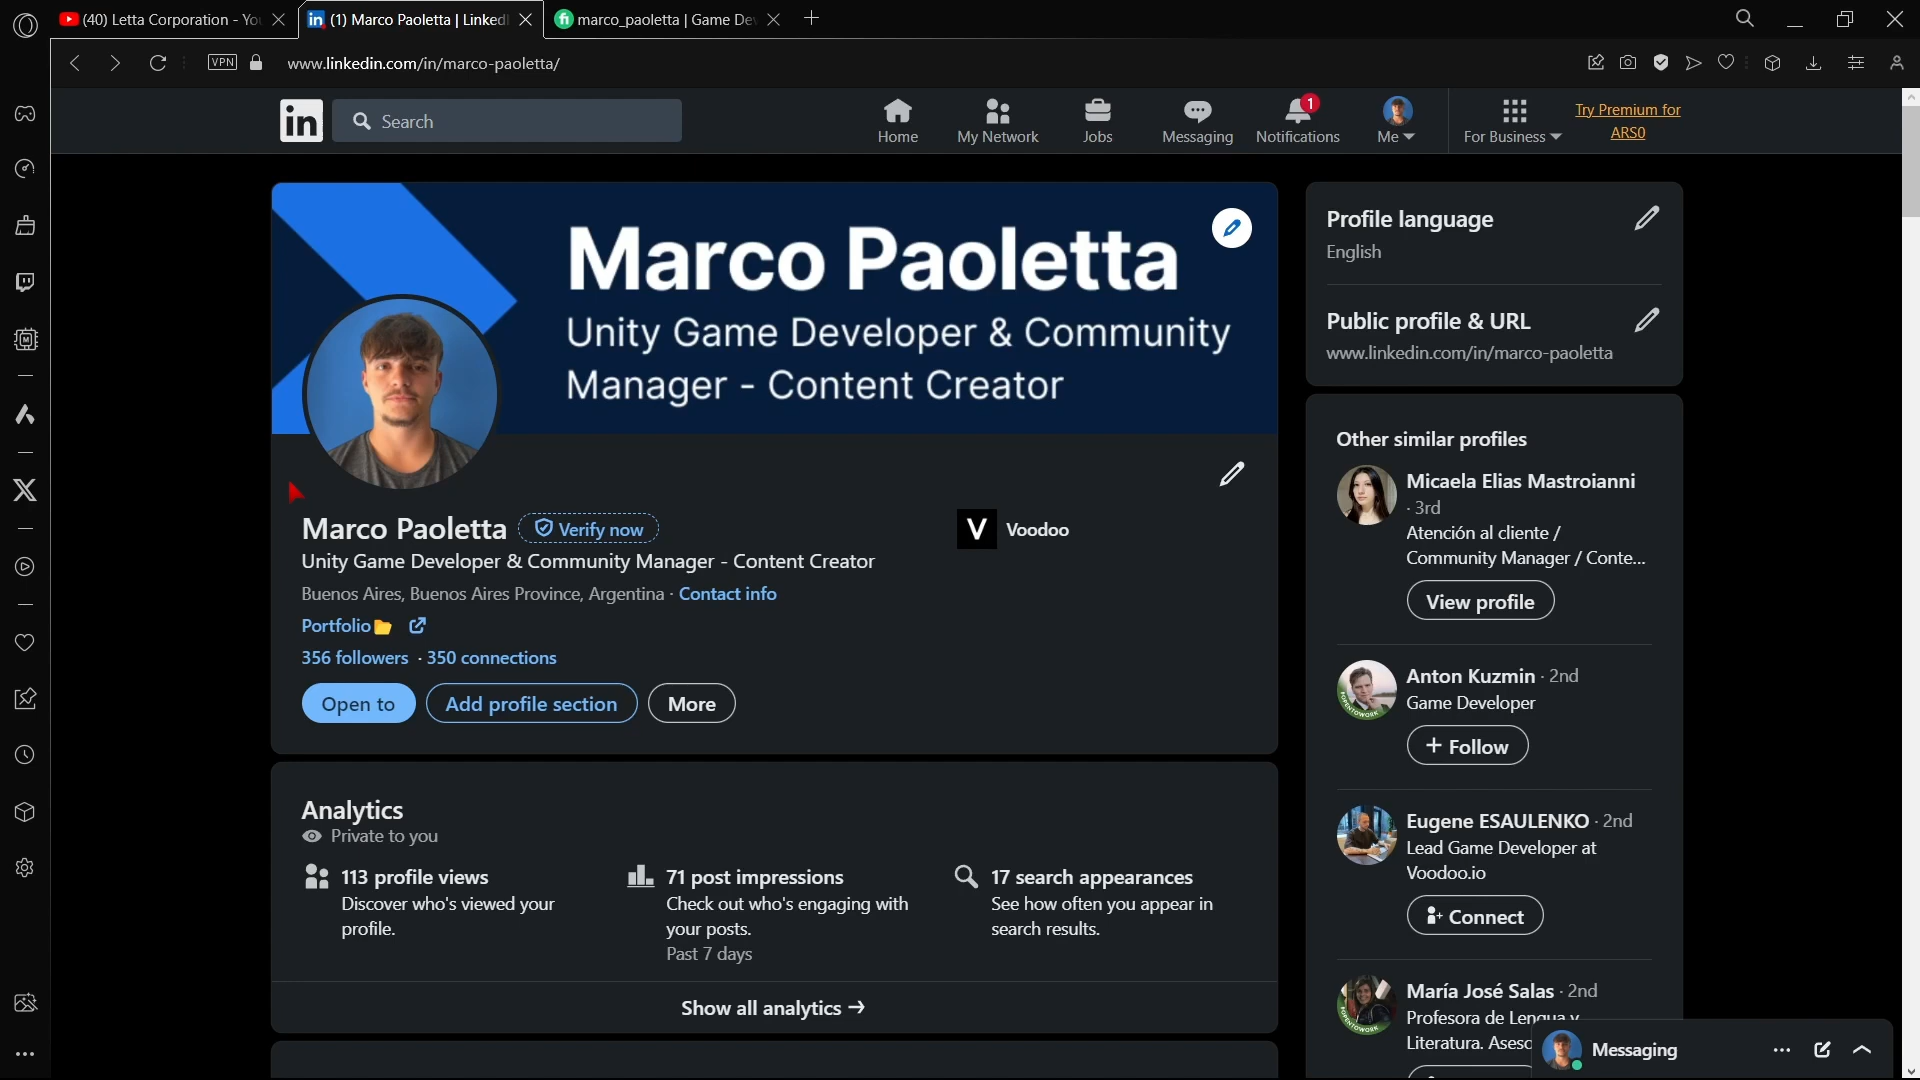 (40) Letta Corporation - Yo
(1) Marco Paoletta | Linked
marco_paoletta | Game De
VPN
www.linkedin.com/in/marco-paoletta/
in
Search
Home
My Network
Jobs
Messaging
1
Notifications
Me
For Business
Try Premium for
ARS0
Marco Paoletta
Unity Game Developer & Community
Manager - Content Creator
Marco Paoletta
Verify now
Unity Game Developer & Community Manager - Content Creator
Buenos Aires, Buenos Aires Province, Argentina · Contact info
Portfolio
356 followers · 350 connections
Open to
Add profile section
More
V
Voodoo
Analytics
Private to you
113 profile views
Discover who's viewed your
profile.
71 post impressions
Check out who's engaging with
your posts.
Past 7 days
17 search appearances
See how often you appear in
search results.
Show all analytics →
Profile language
English
Public profile & URL
www.linkedin.com/in/marco-paoletta
Other similar profiles
Micaela Elias Mastroianni
· 3rd
Atención al cliente /
Community Manager / Conte...
View profile
Anton Kuzmin · 2nd
Game Developer
+ Follow
Eugene ESAULENKO · 2nd
Lead Game Developer at
Voodoo.io
Connect
María José Salas · 2nd
Profesora de Lengua y
Literatura. Aseso
Messaging